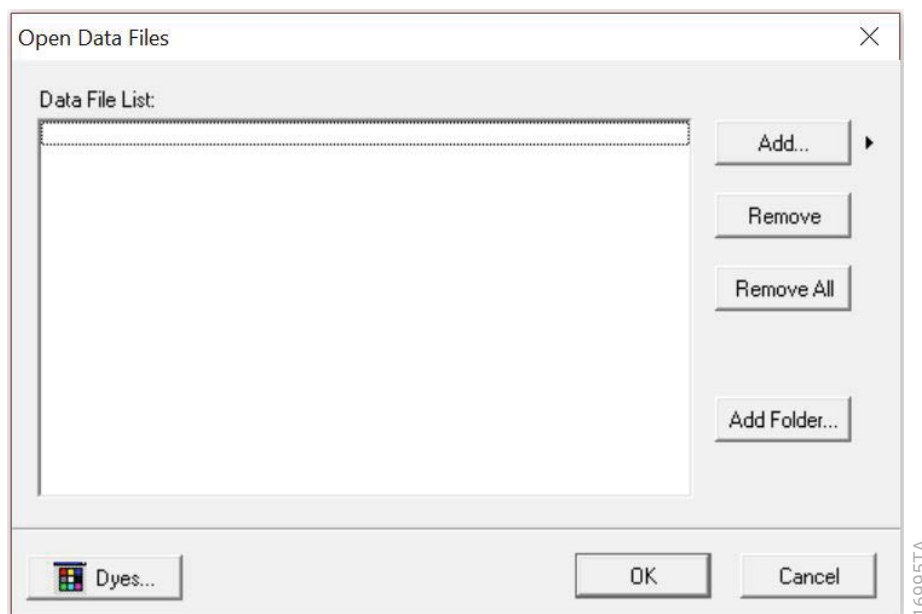 Open Data Files
Data File List:
Add...
Remove
Remove All
Add Folder...
Dyes...
OK
Cancel